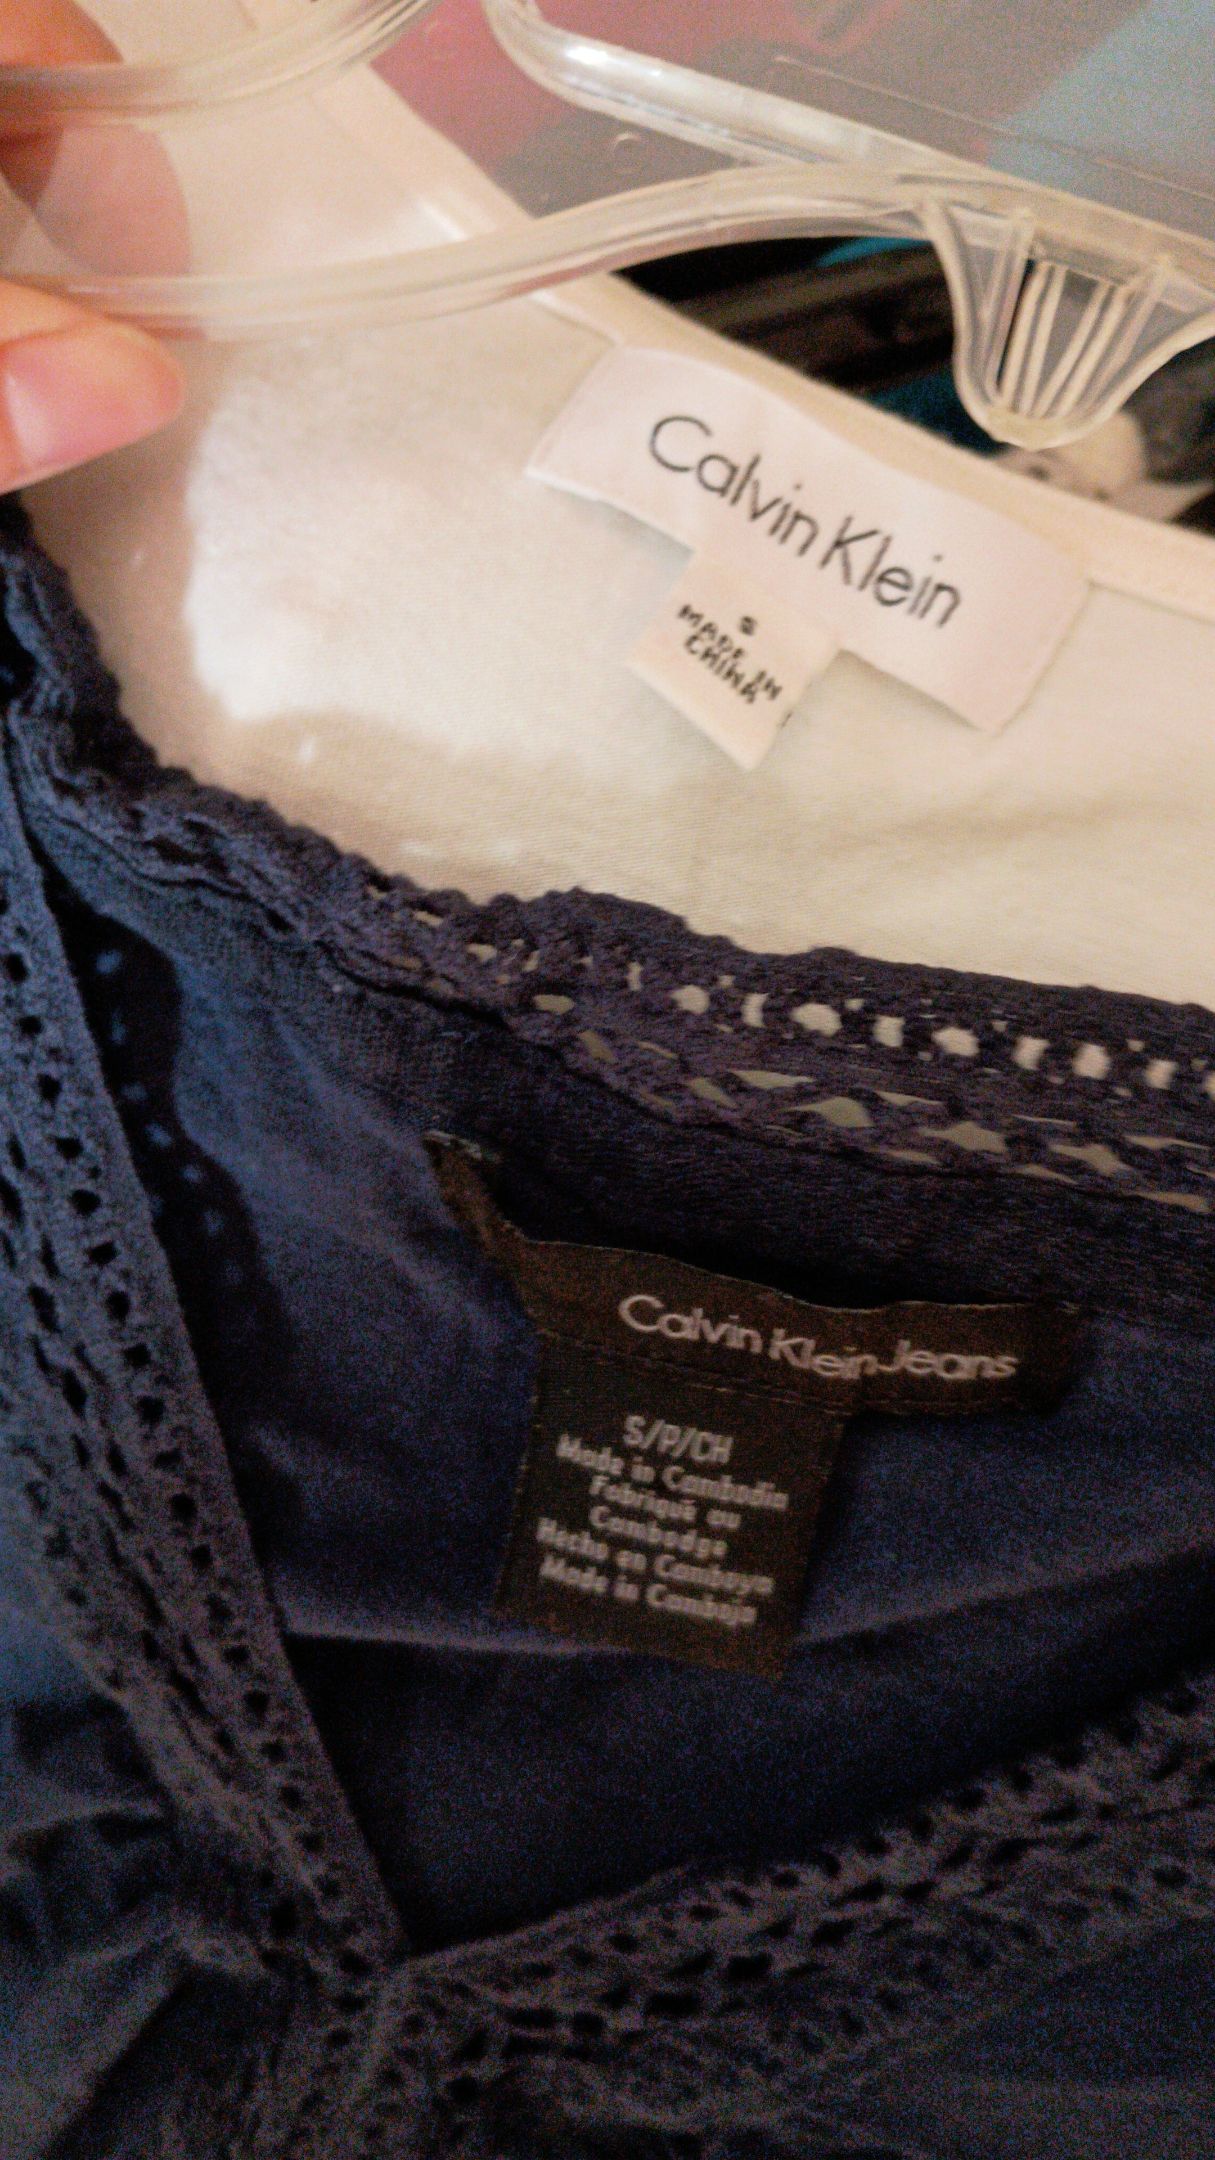 Calvin Klein
S
MADE IN
CHINA
Calvin Klein Jeans
S/P/CH
Made in Cambodia
Fabriqué au
Cambodge
Hecho en Camboya
Made in Camboja